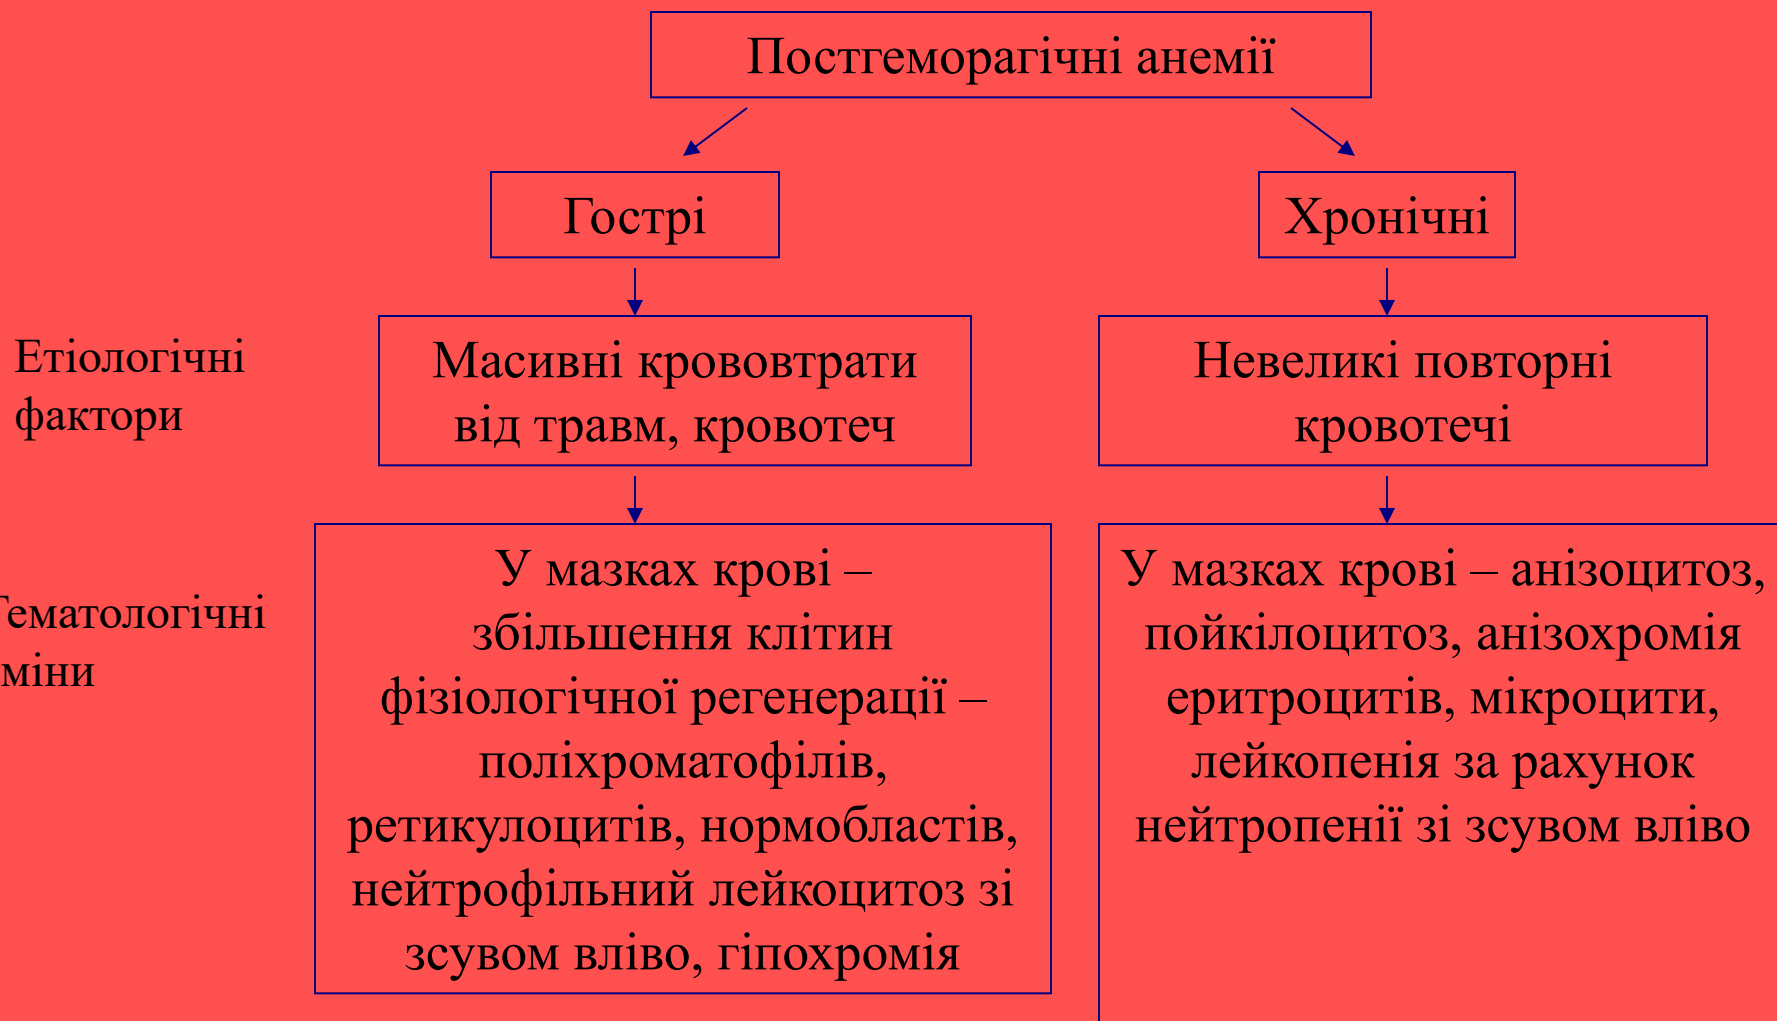 Постгеморагічні анемії
Гострі
Хронічні
Етіологічні
фактори
Масивні крововтрати
від травм, кровотеч
Невеликі повторні
кровотечі
Гематологічні
міни
У мазках крові –
збільшення клітин
фізіологічної регенерації –
поліхроматофілів,
ретикулоцитів, нормобластів,
нейтрофільний лейкоцитоз зі
зсувом вліво, гіпохромія
У мазках крові – анізоцитоз,
пойкілоцитоз, анізохромія
еритроцитів, мікроцити,
лейкопенія за рахунок
нейтропенії зі зсувом вліво